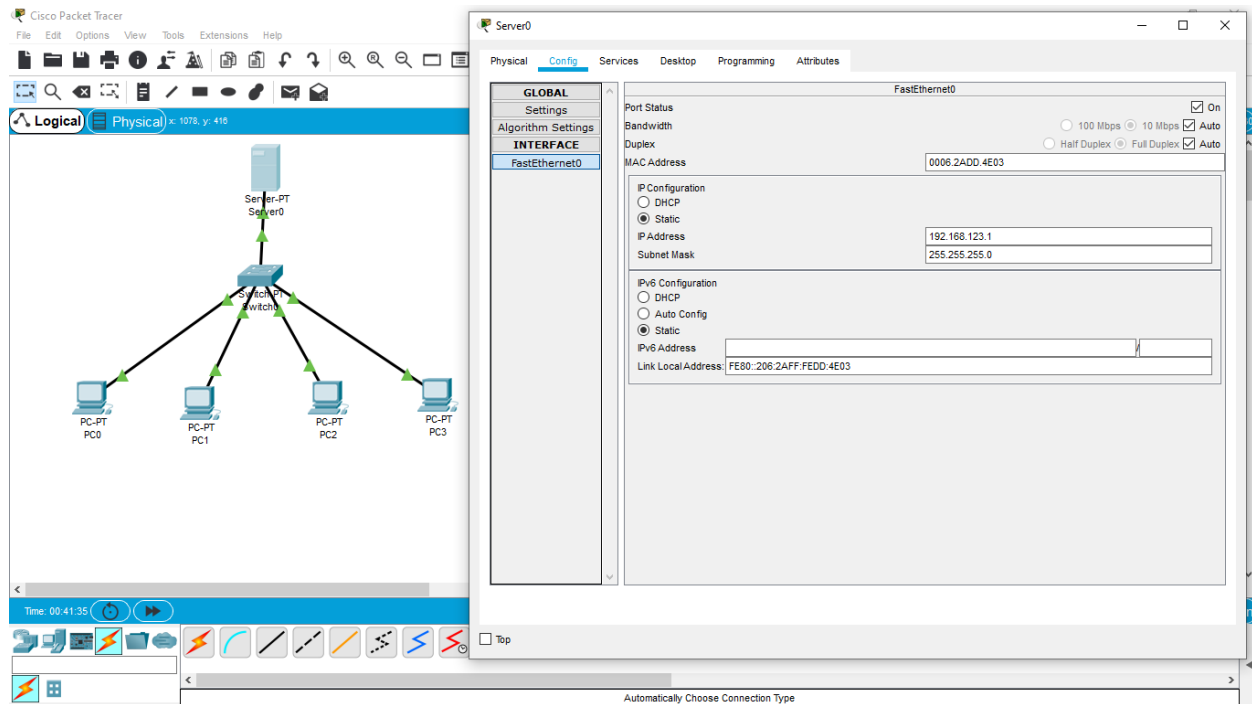 Cisco Packet Tracer
File Edit Options View Tools Extensions Help
Logical Physical x: 1078, y: 416
Server-PT
Server0
Switch-PT
Switch0
PC-PT
PC0
PC-PT
PC1
PC-PT
PC2
PC-PT
PC3
Time: 00:41:35
Server0
Physical Config Services Desktop Programming Attributes
GLOBAL
Settings
Algorithm Settings
INTERFACE
FastEthernet0
FastEthernet0
Port Status On
Bandwidth 100 Mbps 10 Mbps Auto
Duplex Half Duplex Full Duplex Auto
MAC Address 0006.2ADD.4E03
IP Configuration
DHCP
Static
IP Address 192.168.123.1
Subnet Mask 255.255.255.0
IPv6 Configuration
DHCP
Auto Config
Static
IPv6 Address /
Link Local Address: FE80::206:2AFF:FEDD:4E03
Top
Automatically Choose Connection Type